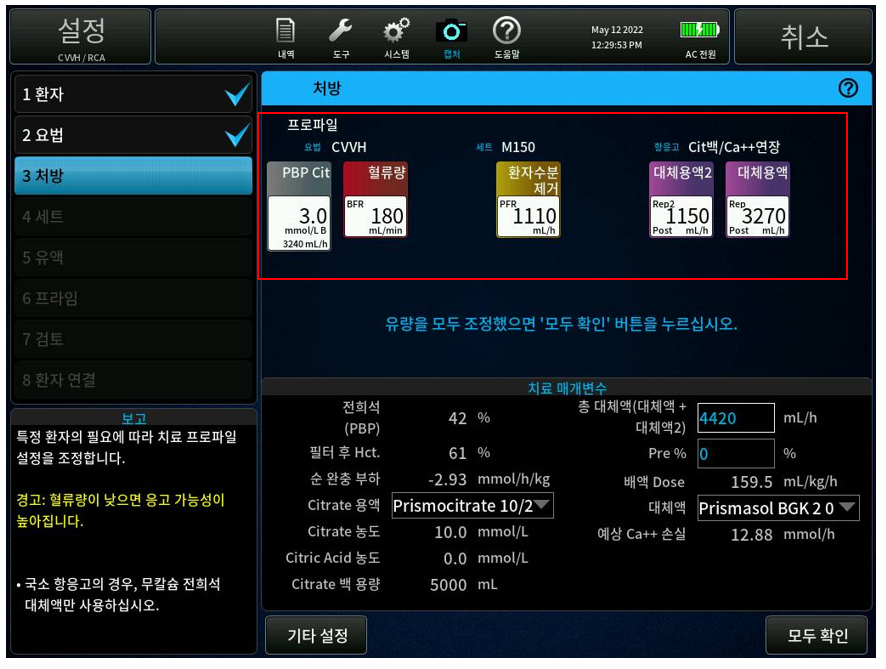 설정
CVVH / RCA
내역
도구
시스템
캡처
도움말
May 12 2022
12:29:53 PM
AC 전원
취소
1 환자
2 요법
3 처방
4 세트
5 유액
6 프라임
7 검토
8 환자 연결
보고
특정 환자의 필요에 따라 치료 프로파일
설정을 조정합니다.
경고: 혈류량이 낮으면 응고 가능성이
높아집니다.
• 국소 항응고의 경우, 무칼슘 전희석
대체액만 사용하십시오.
처방
프로파일
요법 CVVH
세트 M150
항응고 Cit백/Ca++연장
PBP Cit
3.0
mmol/L B
3240 mL/h
혈류량
BFR
180
mL/min
환자수분
제거
PFR
1110
mL/h
대체용액2
Rep2
1150
Post mL/h
대체용액
Rep
3270
Post mL/h
유량을 모두 조정했으면 '모두 확인' 버튼을 누르십시오.
치료 매개변수
전희석
(PBP) 42 %
필터 후 Hct. 61 %
순 완충 부하 -2.93 mmol/h/kg
Citrate 용액 Prismocitrate 10/2
Citrate 농도 10.0 mmol/L
Citric Acid 농도 0.0 mmol/L
Citrate 백 용량 5000 mL
총 대체액(대체액 +
대체액2) 4420 mL/h
Pre % 0 %
배액 Dose 159.5 mL/kg/h
대체액 Prismasol BGK 2 0
예상 Ca++ 손실 12.88 mmol/h
기타 설정
모두 확인